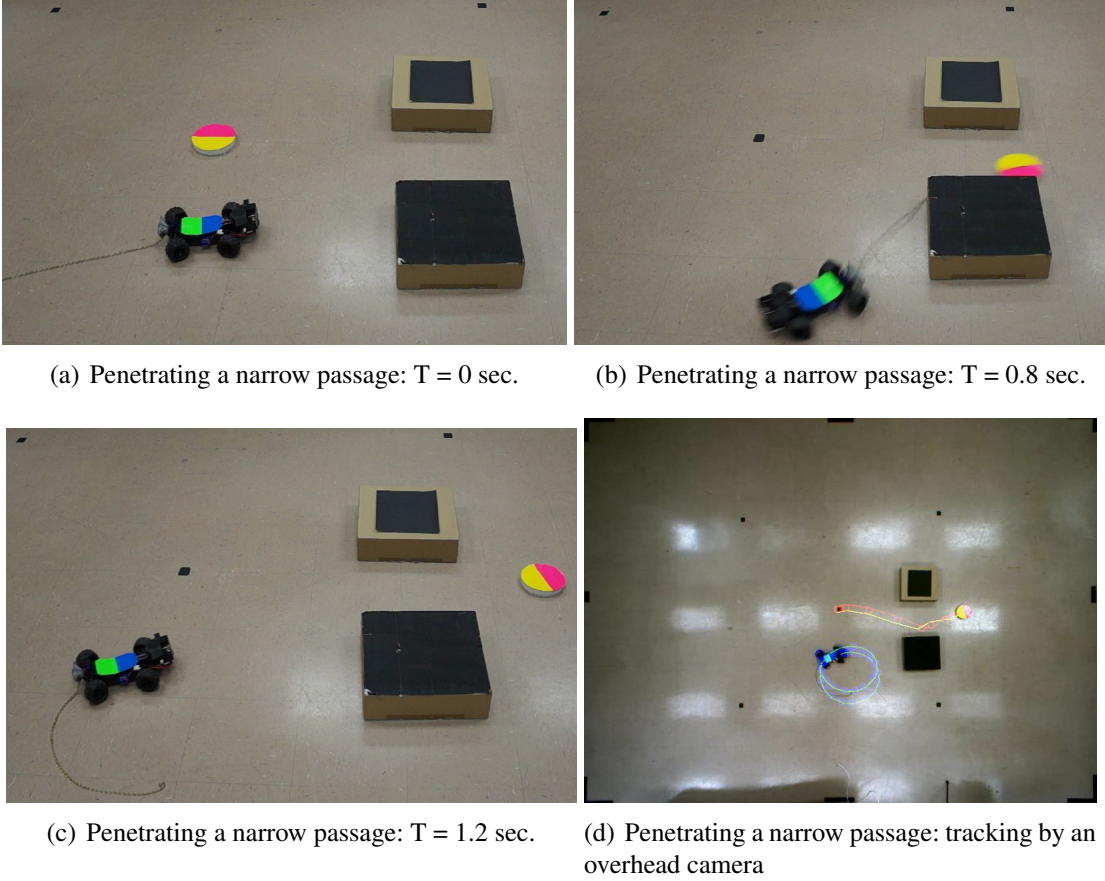 (a) Penetrating a narrow passage: T = 0 sec.
(b) Penetrating a narrow passage: T = 0.8 sec.
(c) Penetrating a narrow passage: T = 1.2 sec.
(d) Penetrating a narrow passage: tracking by an
overhead camera